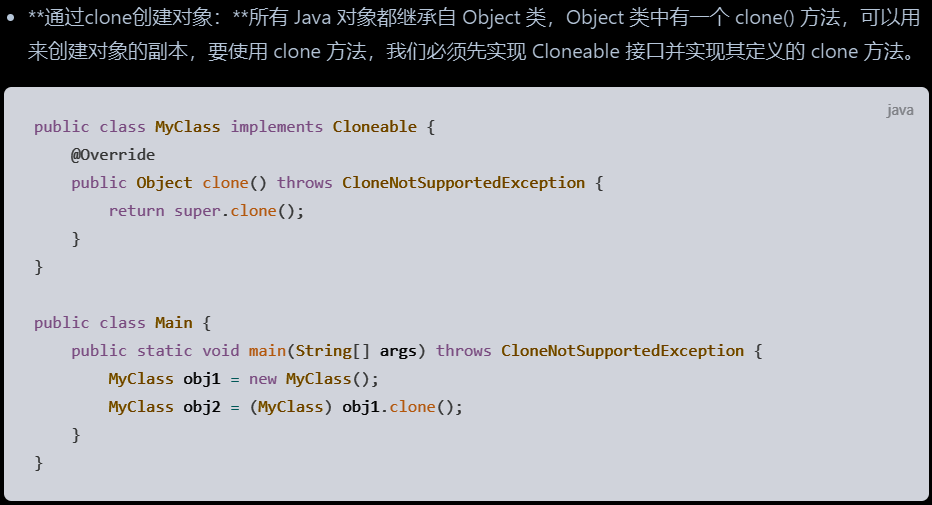 **通过clone创建对象：**所有 Java 对象都继承自 Object 类，Object 类中有一个 clone() 方法，可以用
来创建对象的副本，要使用 clone 方法，我们必须先实现 Cloneable 接口并实现其定义的 clone 方法。
java
public class MyClass implements Cloneable {
    @Override
    public Object clone() throws CloneNotSupportedException {
        return super.clone();
    }
}
public class Main {
    public static void main(String[] args) throws CloneNotSupportedException {
        MyClass obj1 = new MyClass();
        MyClass obj2 = (MyClass) obj1.clone();
    }
}